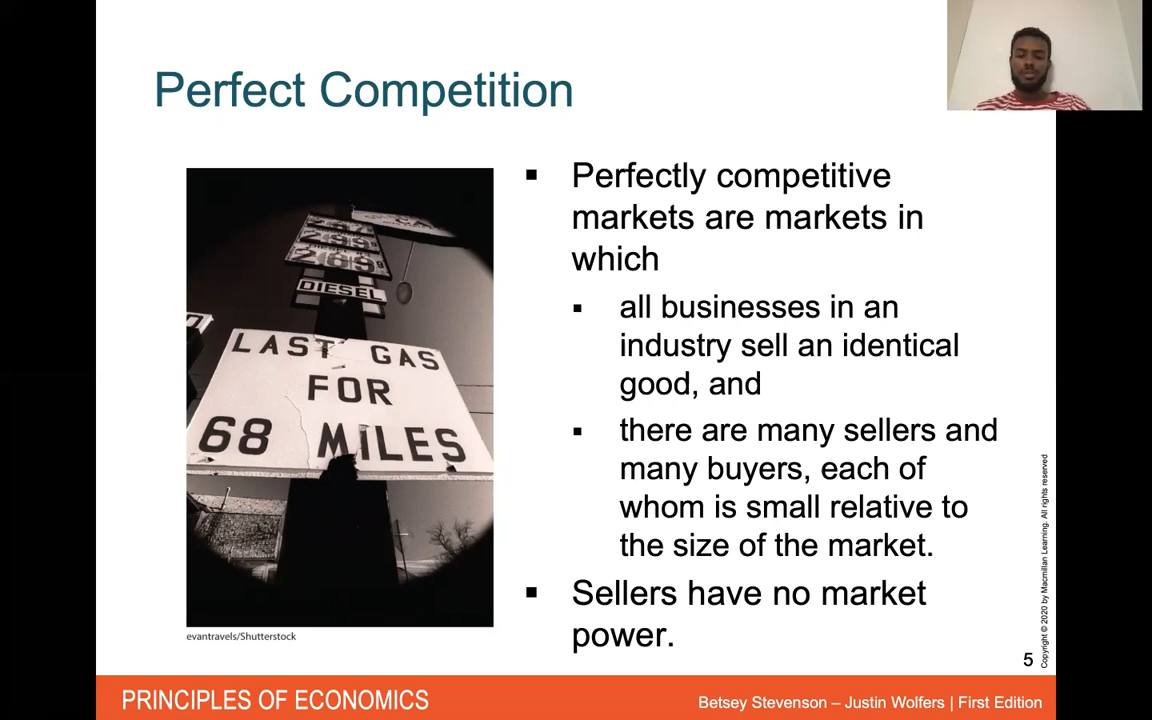 Perfect Competition
▪ Perfectly competitive
markets are markets in
which
▪ all businesses in an
industry sell an identical
good, and
▪ there are many sellers and
many buyers, each of
whom is small relative to
the size of the market.
▪ Sellers have no market
power.
DIESEL
LAST GAS
FOR
68 MILES
evantravels/Shutterstock
5
Copyright © 2020 by Macmillan Learning. All rights reserved
PRINCIPLES OF ECONOMICS
Betsey Stevenson – Justin Wolfers | First Edition